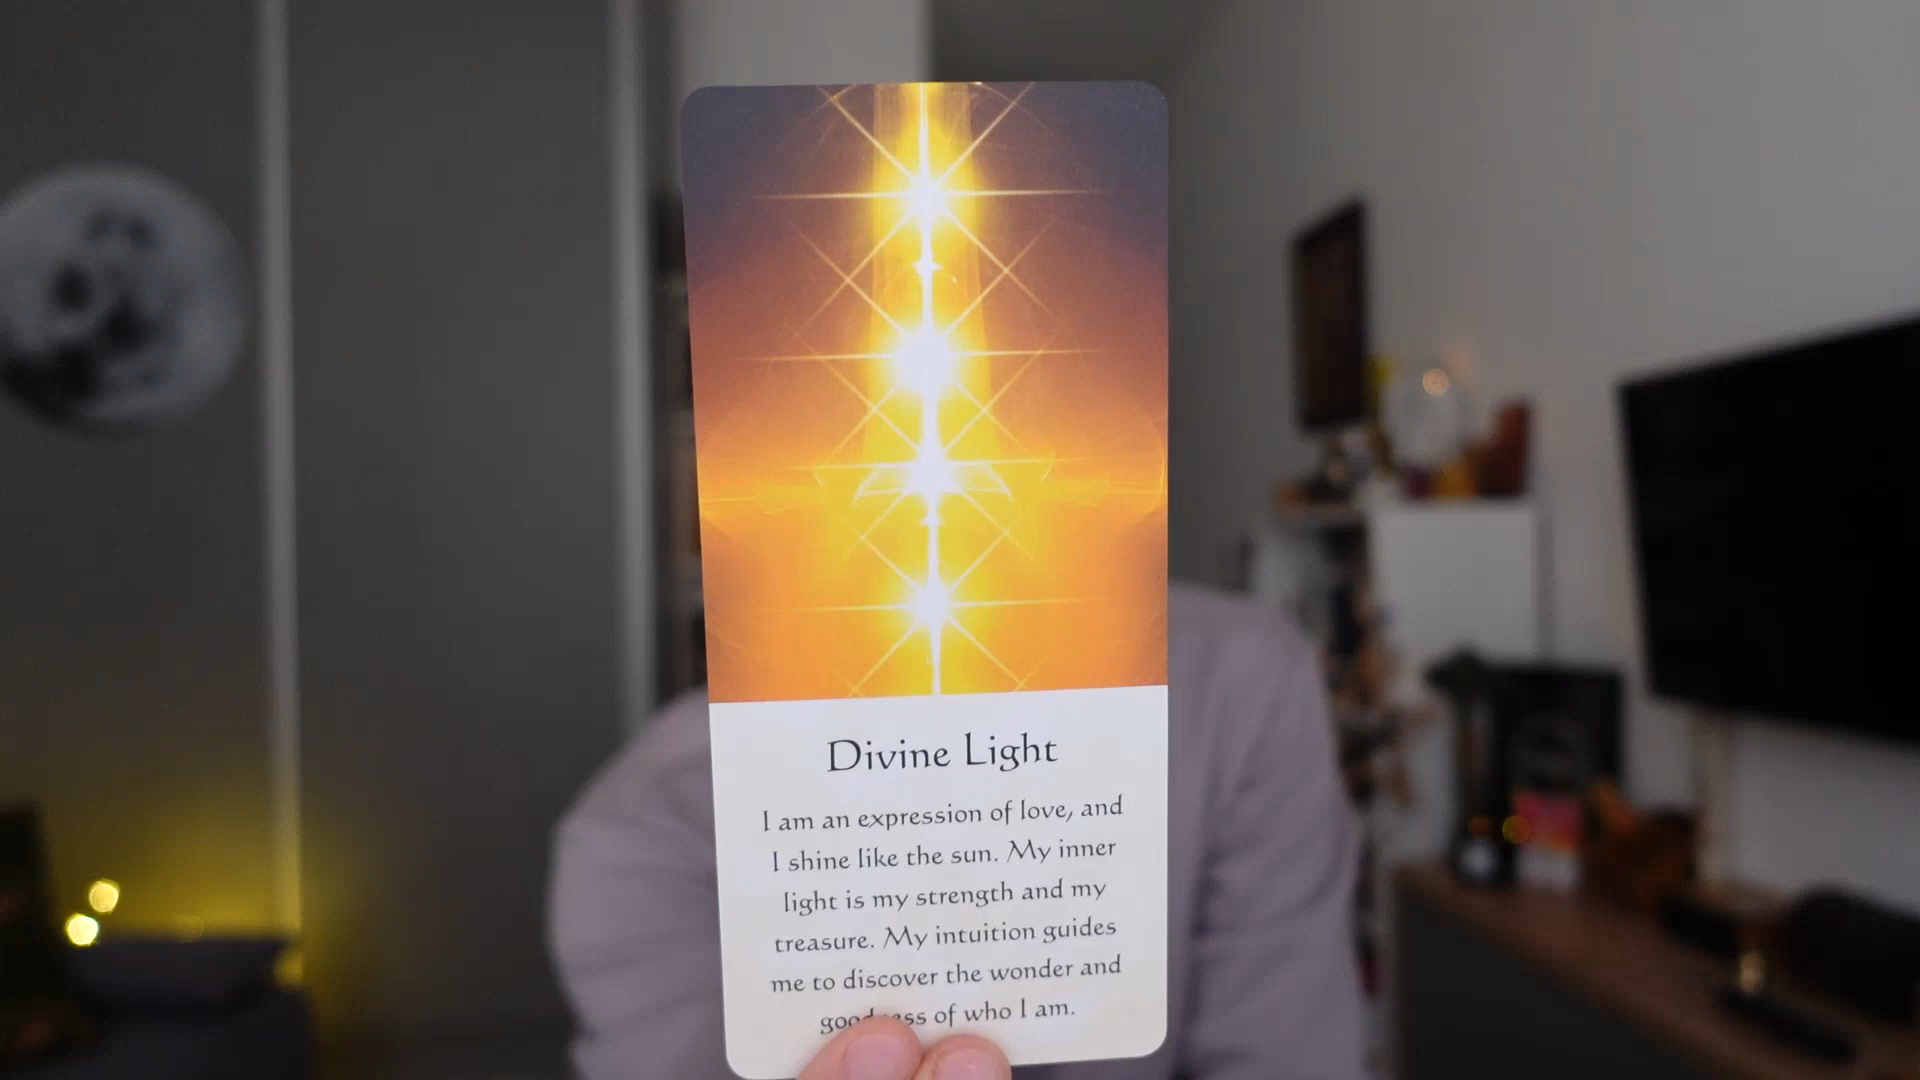 Divine Light
I am an expression of love, and
I shine like the sun. My inner
light is my strength and my
treasure. My intuition guides
me to discover the wonder and
goodness of who I am.